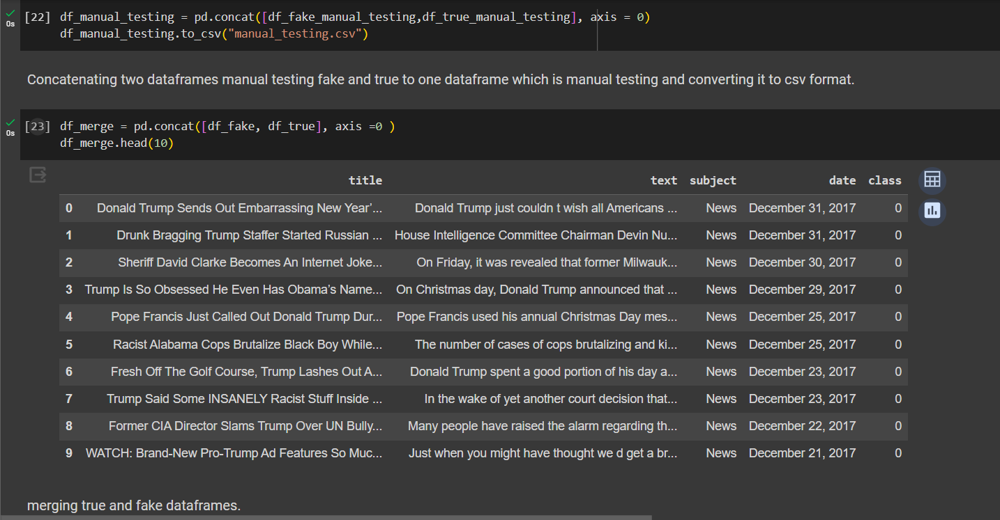 [22] df_manual_testing = pd.concat([df_fake_manual_testing,df_true_manual_testing], axis = 0)
0s df_manual_testing.to_csv("manual_testing.csv")
Concatenating two dataframes manual testing fake and true to one dataframe which is manual testing and converting it to csv format.
[23] df_merge = pd.concat([df_fake, df_true], axis =0 )
0s df_merge.head(10)
title text subject date class
0 Donald Trump Sends Out Embarrassing New Year’... Donald Trump just couldn t wish all Americans ... News December 31, 2017 0
1 Drunk Bragging Trump Staffer Started Russian ... House Intelligence Committee Chairman Devin Nu... News December 31, 2017 0
2 Sheriff David Clarke Becomes An Internet Joke... On Friday, it was revealed that former Milwauk... News December 30, 2017 0
3 Trump Is So Obsessed He Even Has Obama’s Name... On Christmas day, Donald Trump announced that ... News December 29, 2017 0
4 Pope Francis Just Called Out Donald Trump Dur... Pope Francis used his annual Christmas Day mes... News December 25, 2017 0
5 Racist Alabama Cops Brutalize Black Boy While... The number of cases of cops brutalizing and ki... News December 25, 2017 0
6 Fresh Off The Golf Course, Trump Lashes Out A... Donald Trump spent a good portion of his day a... News December 23, 2017 0
7 Trump Said Some INSANELY Racist Stuff Inside ... In the wake of yet another court decision that... News December 23, 2017 0
8 Former CIA Director Slams Trump Over UN Bully... Many people have raised the alarm regarding th... News December 22, 2017 0
9 WATCH: Brand-New Pro-Trump Ad Features So Muc... Just when you might have thought we d get a br... News December 21, 2017 0
merging true and fake dataframes.